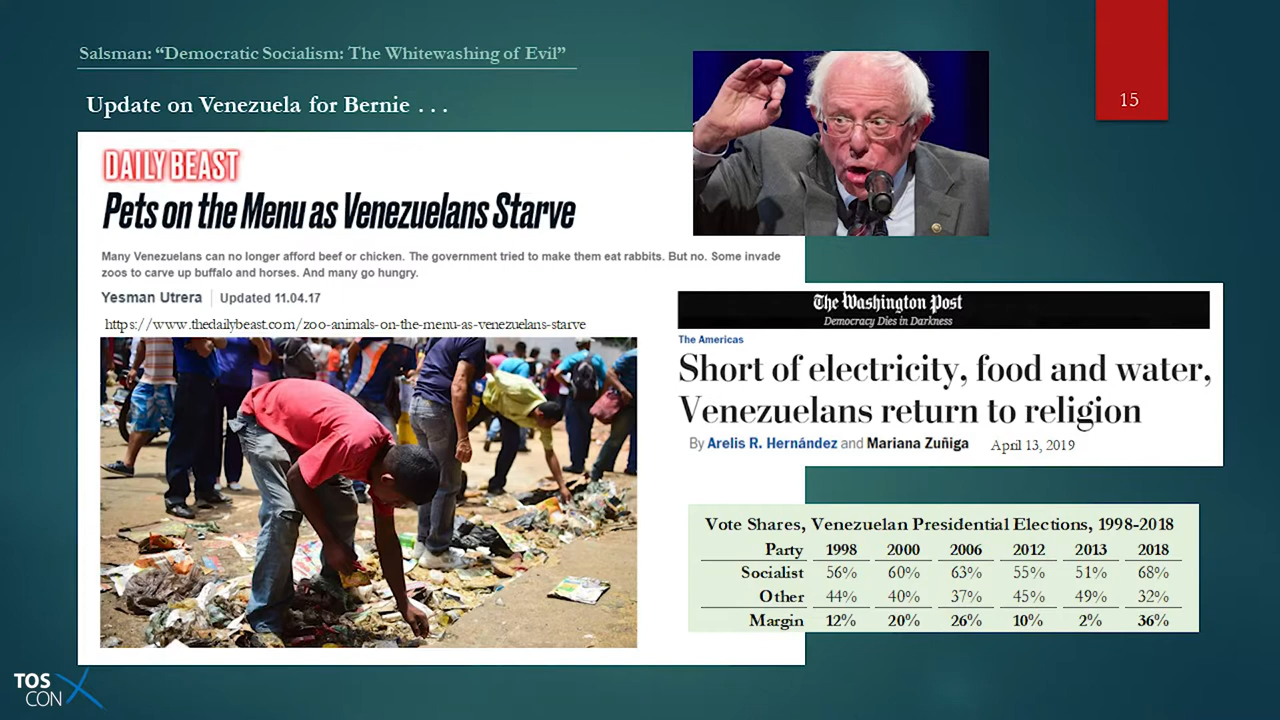 Salsman: “Democratic Socialism: The Whitewashing of Evil”
15
Update on Venezuela for Bernie . . .
DAILY BEAST
Pets on the Menu as Venezuelans Starve
Many Venezuelans can no longer afford beef or chicken. The government tried to make them eat rabbits. But no. Some invade
zoos to carve up buffalo and horses. And many go hungry.
Yesman Utrera | Updated 11.04.17
https://www.thedailybeast.com/zoo-animals-on-the-menu-as-venezuelans-starve
The Washington Post
Democracy Dies in Darkness
The Americas
Short of electricity, food and water,
Venezuelans return to religion
By Arelis R. Hernández and Mariana Zuñiga April 13, 2019
Vote Shares, Venezuelan Presidential Elections, 1998-2018
Party 1998 2000 2006 2012 2013 2018
Socialist 56% 60% 63% 55% 51% 68%
Other 44% 40% 37% 45% 49% 32%
Margin 12% 20% 26% 10% 2% 36%
TOS
CON